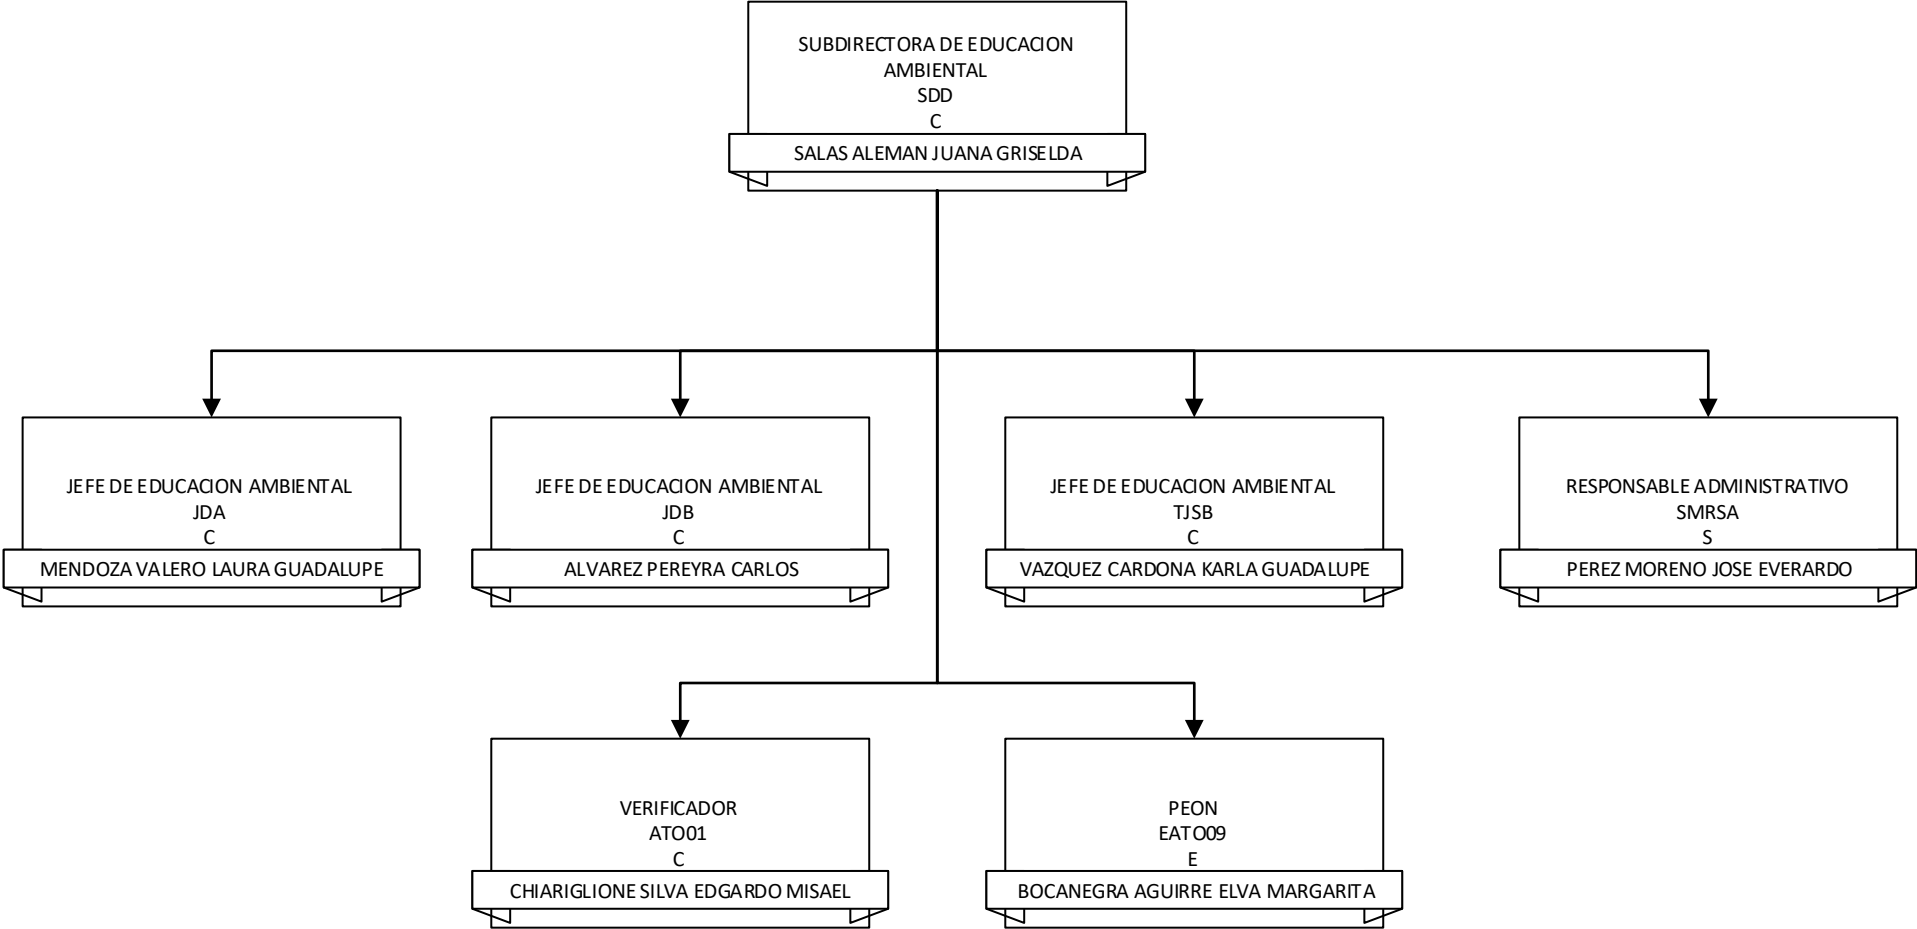 SUBDIRECTORA DE EDUCACION
AMBIENTAL
SDD
C
SALAS ALEMAN JUANA GRISELDA
JEFE DE EDUCACION AMBIENTAL
JDA
C
MENDOZA VALERO LAURA GUADALUPE
JEFE DE EDUCACION AMBIENTAL
JDB
C
ALVAREZ PEREYRA CARLOS
JEFE DE EDUCACION AMBIENTAL
TJSB
C
VAZQUEZ CARDONA KARLA GUADALUPE
RESPONSABLE ADMINISTRATIVO
SMRSA
S
PEREZ MORENO JOSE EVERARDO
VERIFICADOR
ATO01
C
CHIARIGLIONE SILVA EDGARDO MISAEL
PEON
EATO09
E
BOCANEGRA AGUIRRE ELVA MARGARITA